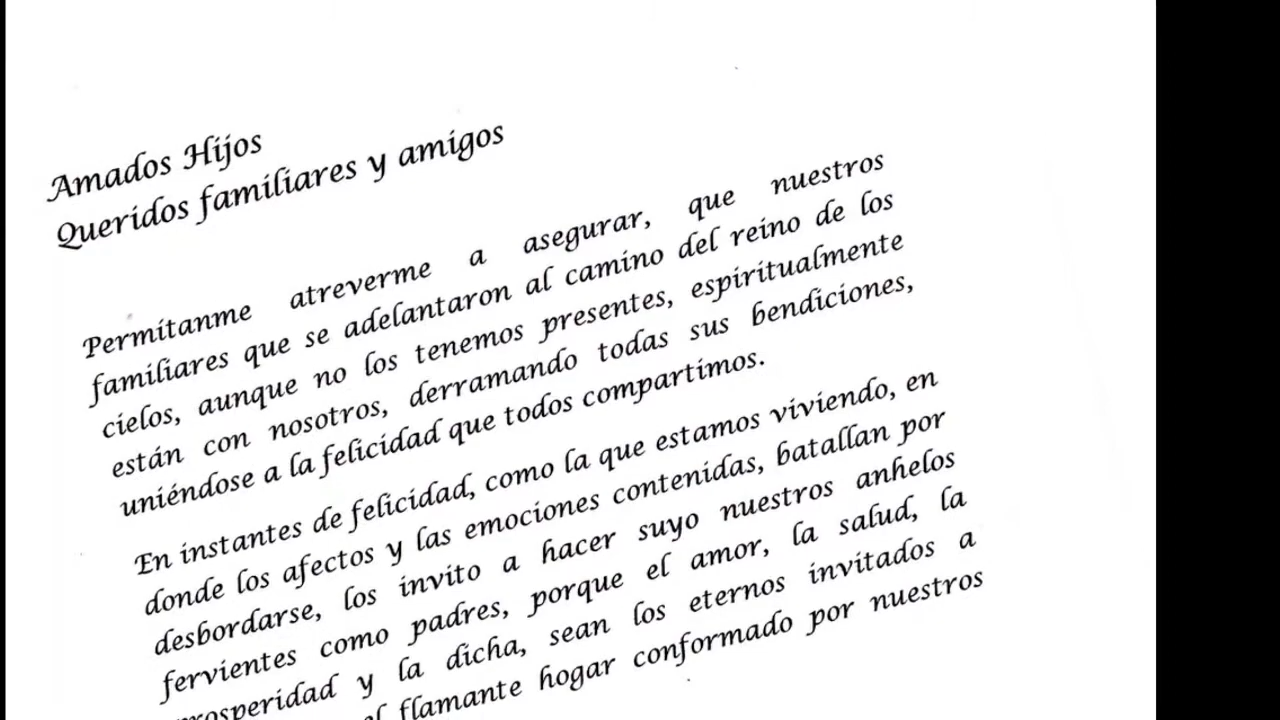 Amados Hijos
Queridos familiares y amigos
Permítanme atreverme a asegurar, que nuestros
familiares que se adelantaron al camino del reino de los
cielos, aunque no los tenemos presentes, espiritualmente
están con nosotros, derramando todas sus bendiciones,
uniéndose a la felicidad que todos compartimos.
En instantes de felicidad, como la que estamos viviendo, en
donde los afectos y las emociones contenidas, batallan por
desbordarse, los invito a hacer suyo nuestros anhelos
fervientes como padres, porque el amor, la salud, la
prosperidad y la dicha, sean los eternos invitados a
el flamante hogar conformado por nuestros